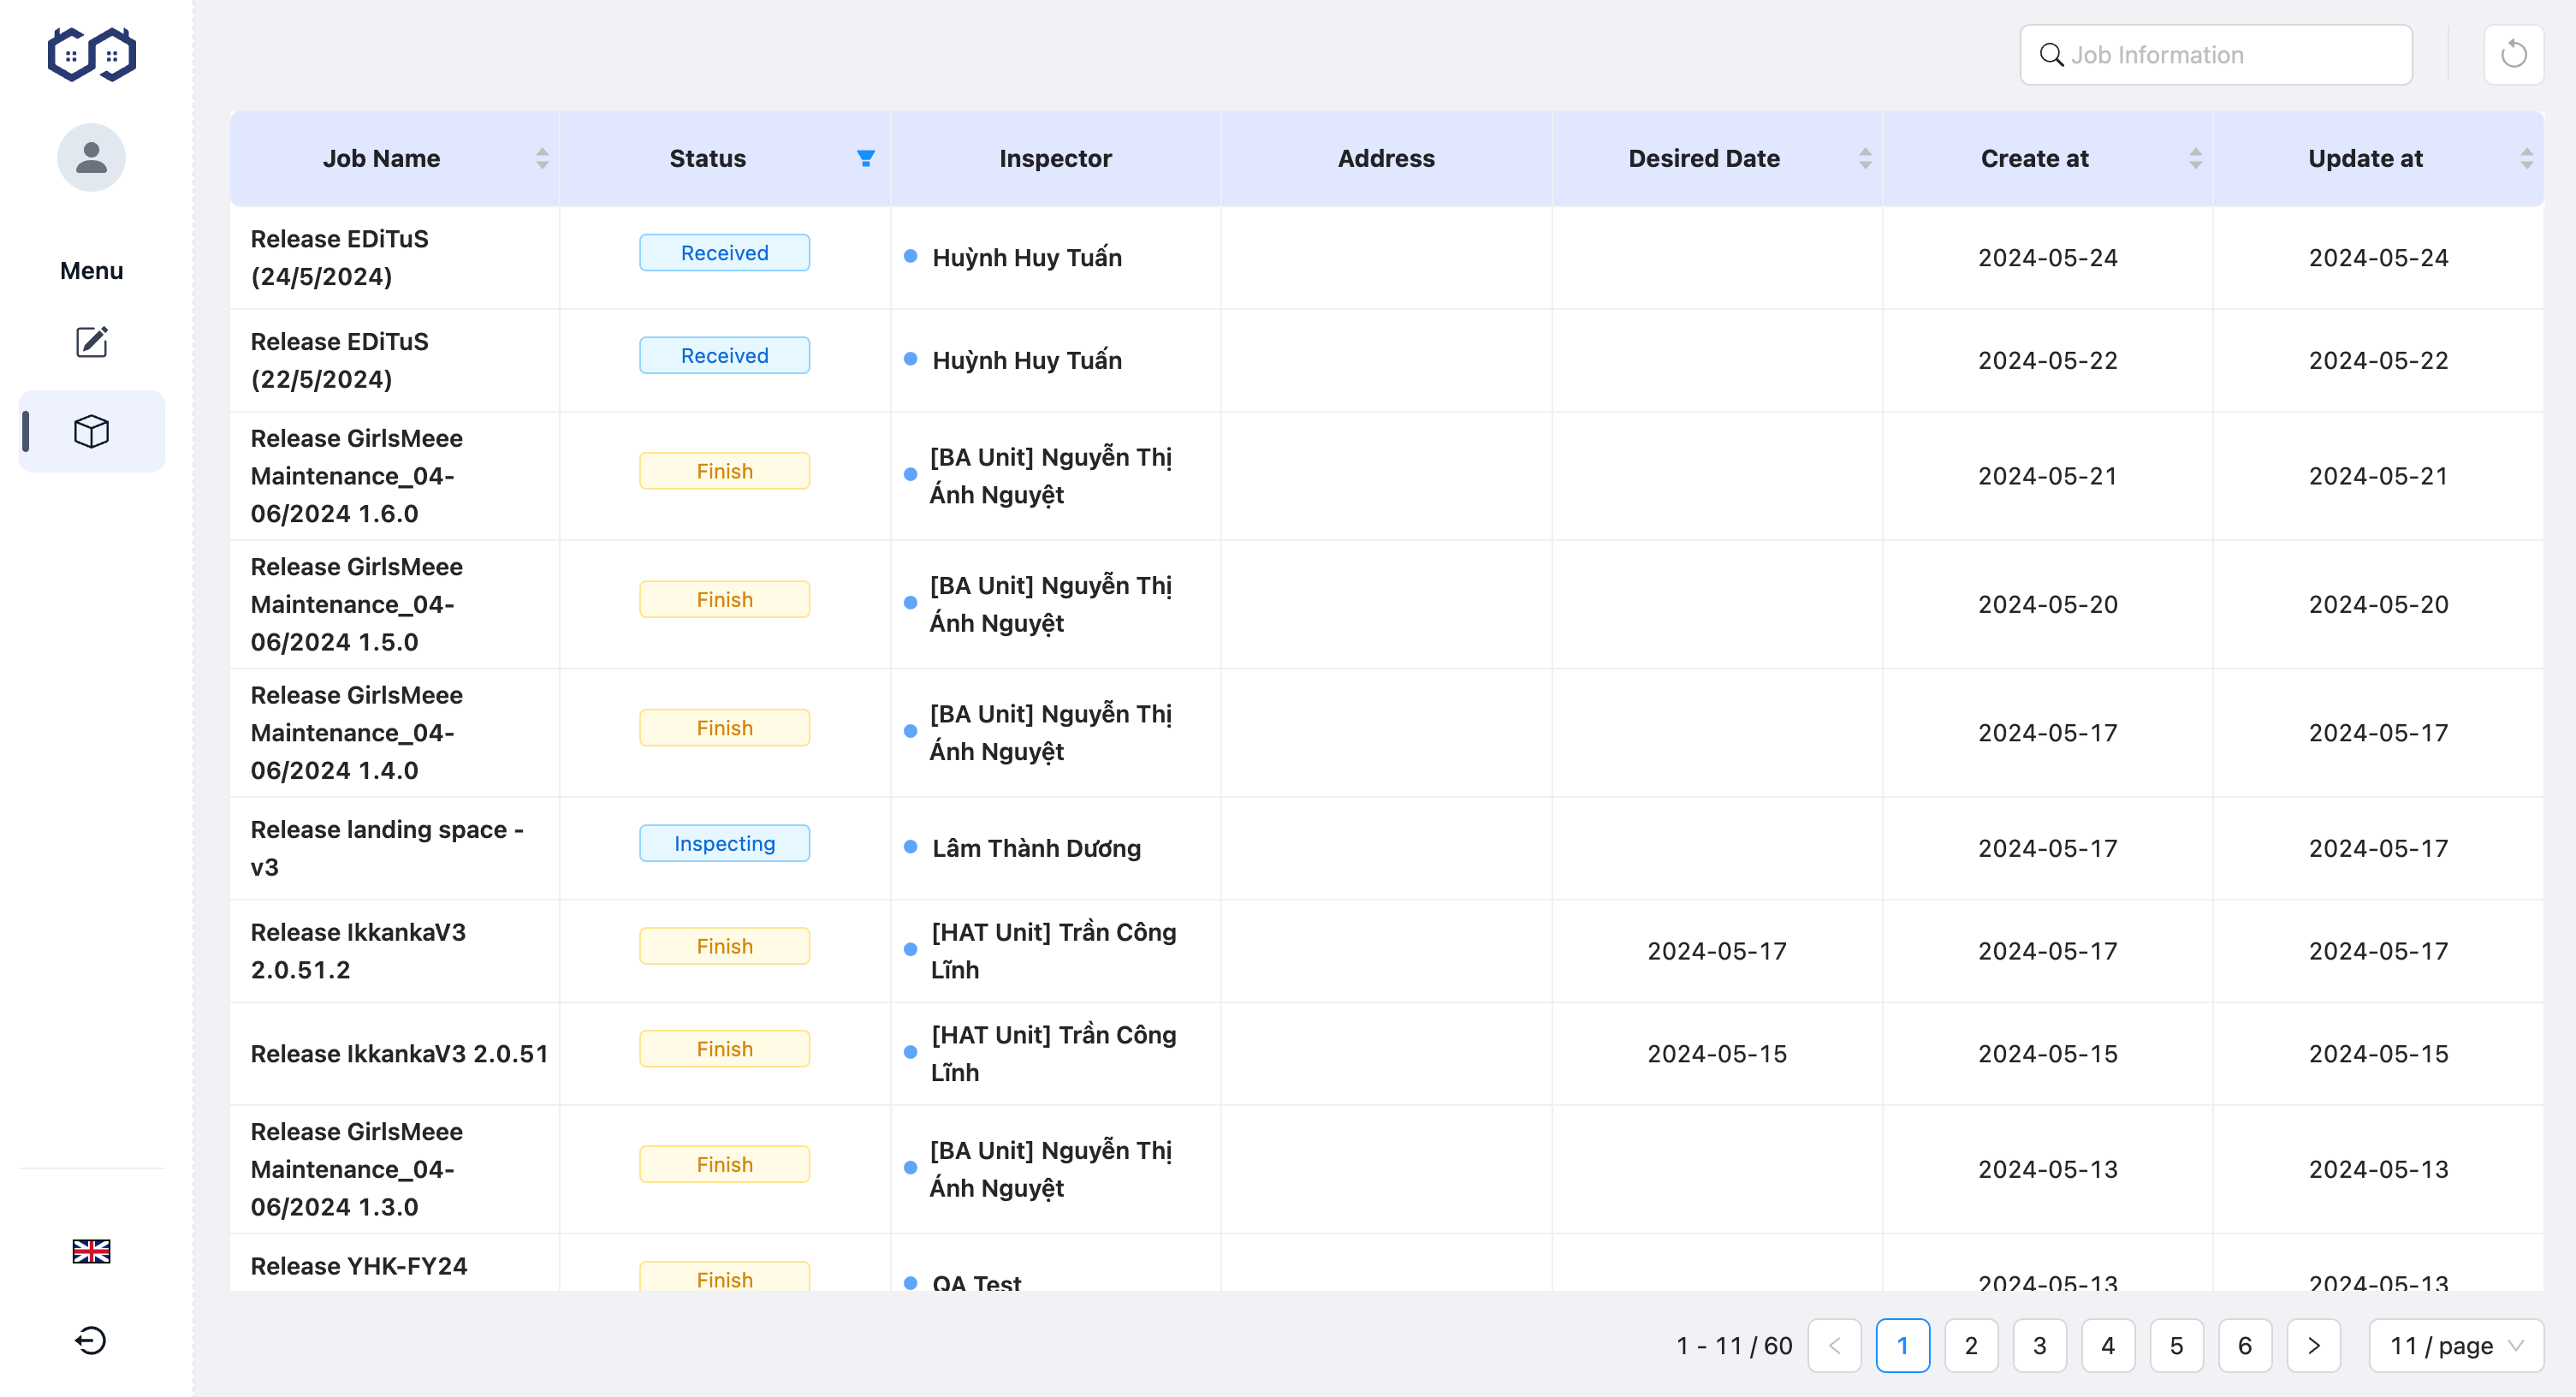 Job Information
Menu
Job Name Status Inspector Address Desired Date Create at Update at
Release EDiTuS
(24/5/2024)
Received
Huỳnh Huy Tuấn
2024-05-24
2024-05-24
Release EDiTuS
(22/5/2024)
Received
Huỳnh Huy Tuấn
2024-05-22
2024-05-22
Release GirlsMeee
Maintenance_04-
06/2024 1.6.0
Finish
[BA Unit] Nguyễn Thị
Ánh Nguyệt
2024-05-21
2024-05-21
Release GirlsMeee
Maintenance_04-
06/2024 1.5.0
Finish
[BA Unit] Nguyễn Thị
Ánh Nguyệt
2024-05-20
2024-05-20
Release GirlsMeee
Maintenance_04-
06/2024 1.4.0
Finish
[BA Unit] Nguyễn Thị
Ánh Nguyệt
2024-05-17
2024-05-17
Release landing space -
v3
Inspecting
Lâm Thành Dương
2024-05-17
2024-05-17
Release IkkankaV3
2.0.51.2
Finish
[HAT Unit] Trần Công
Lĩnh
2024-05-17
2024-05-17
2024-05-17
Release IkkankaV3 2.0.51
Finish
[HAT Unit] Trần Công
Lĩnh
2024-05-15
2024-05-15
2024-05-15
Release GirlsMeee
Maintenance_04-
06/2024 1.3.0
Finish
[BA Unit] Nguyễn Thị
Ánh Nguyệt
2024-05-13
2024-05-13
Release YHK-FY24
Finish
QA Test
2024-05-13
2024-05-13
1 - 11 / 60 < 1 2 3 4 5 6 > 11 / page